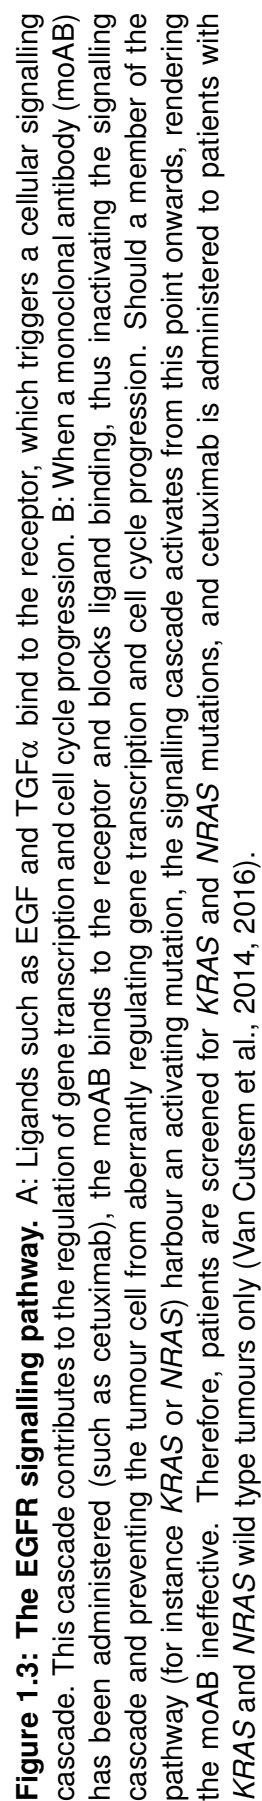 Figure 1.3: The EGFR signalling pathway. A: Ligands such as EGF and TGFα bind to the receptor, which triggers a cellular signalling
cascade. This cascade contributes to the regulation of gene transcription and cell cycle progression. B: When a monoclonal antibody (moAB)
has been administered (such as cetuximab), the moAB binds to the receptor and blocks ligand binding, thus inactivating the signalling
cascade and preventing the tumour cell from aberrantly regulating gene transcription and cell cycle progression. Should a member of the
pathway (for instance KRAS or NRAS) harbour an activating mutation, the signalling cascade activates from this point onwards, rendering
the moAB ineffective. Therefore, patients are screened for KRAS and NRAS mutations, and cetuximab is administered to patients with
KRAS and NRAS wild type tumours only (Van Cutsem et al., 2014, 2016).